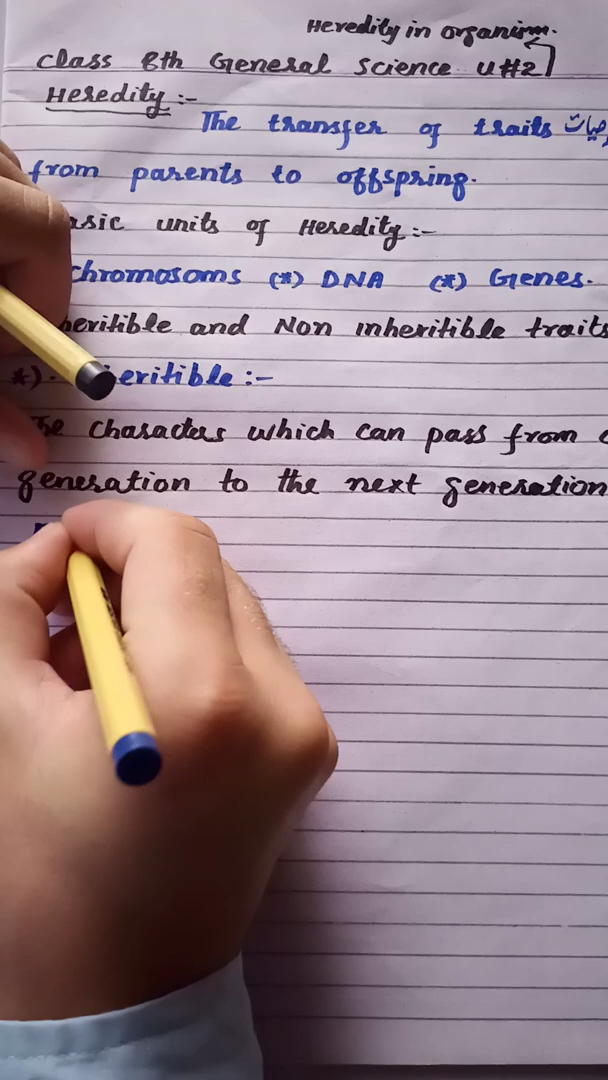 Heredity in organism.
Class 8th General Science U#2
Heredity :-
The transfer of traits
from parents to offspring.
units of Heredity :-
chromosoms (*) DNA (*) Genes.
and Non inheritible traits
*).
The Characters which can pass from
generation to the next generation